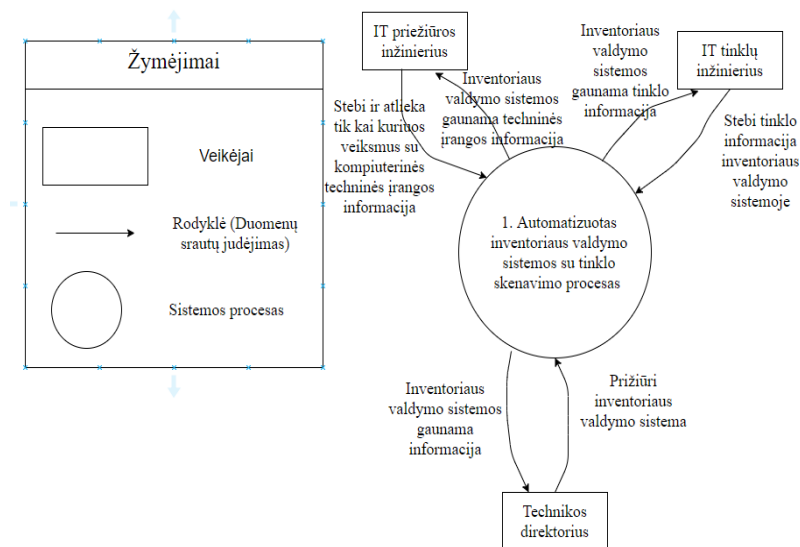 Žymėjimai
Veikėjai
Rodyklė (Duomenų
srautų judėjimas)
Sistemos procesas
IT priežiūros
inžinierius
Stebi ir atlieka
tik kai kuriuos
veiksmus su
kompiuterinės
techninės įrangos
informacija
Inventoriaus
valdymo sistemos
gaunama techninės
įrangos informacija
Inventoriaus
valdymo
sistemos
gaunama tinklo
informacija
IT tinklų
inžinierius
Stebi tinklo
informacija
inventoriaus
valdymo
sistemoje
1. Automatizuotas
inventoriaus valdymo
sistemos su tinklo
skenavimo procesas
Inventoriaus
valdymo sistemos
gaunama
informacija
Prižiūri
inventoriaus
valdymo sistema
Technikos
direktorius